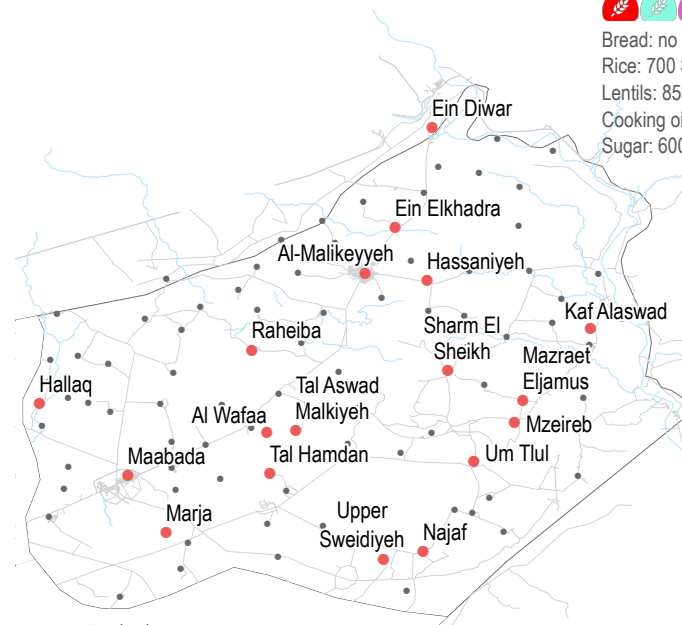 Bread: no
Rice: 700
Lentils: 85
Cooking oi
Sugar: 600
Ein Diwar
Ein Elkhadra
Al-Malikeyyeh
Hassaniyeh
Kaf Alaswad
Sharm El
Sheikh
Raheiba
Mazraet
Eljamus
Hallaq
Tal Aswad
Malkiyeh
Al Wafaa
Mzeireb
Maabada
Tal Hamdan
Um Tlul
Marja
Upper
Sweidiyeh
Najaf